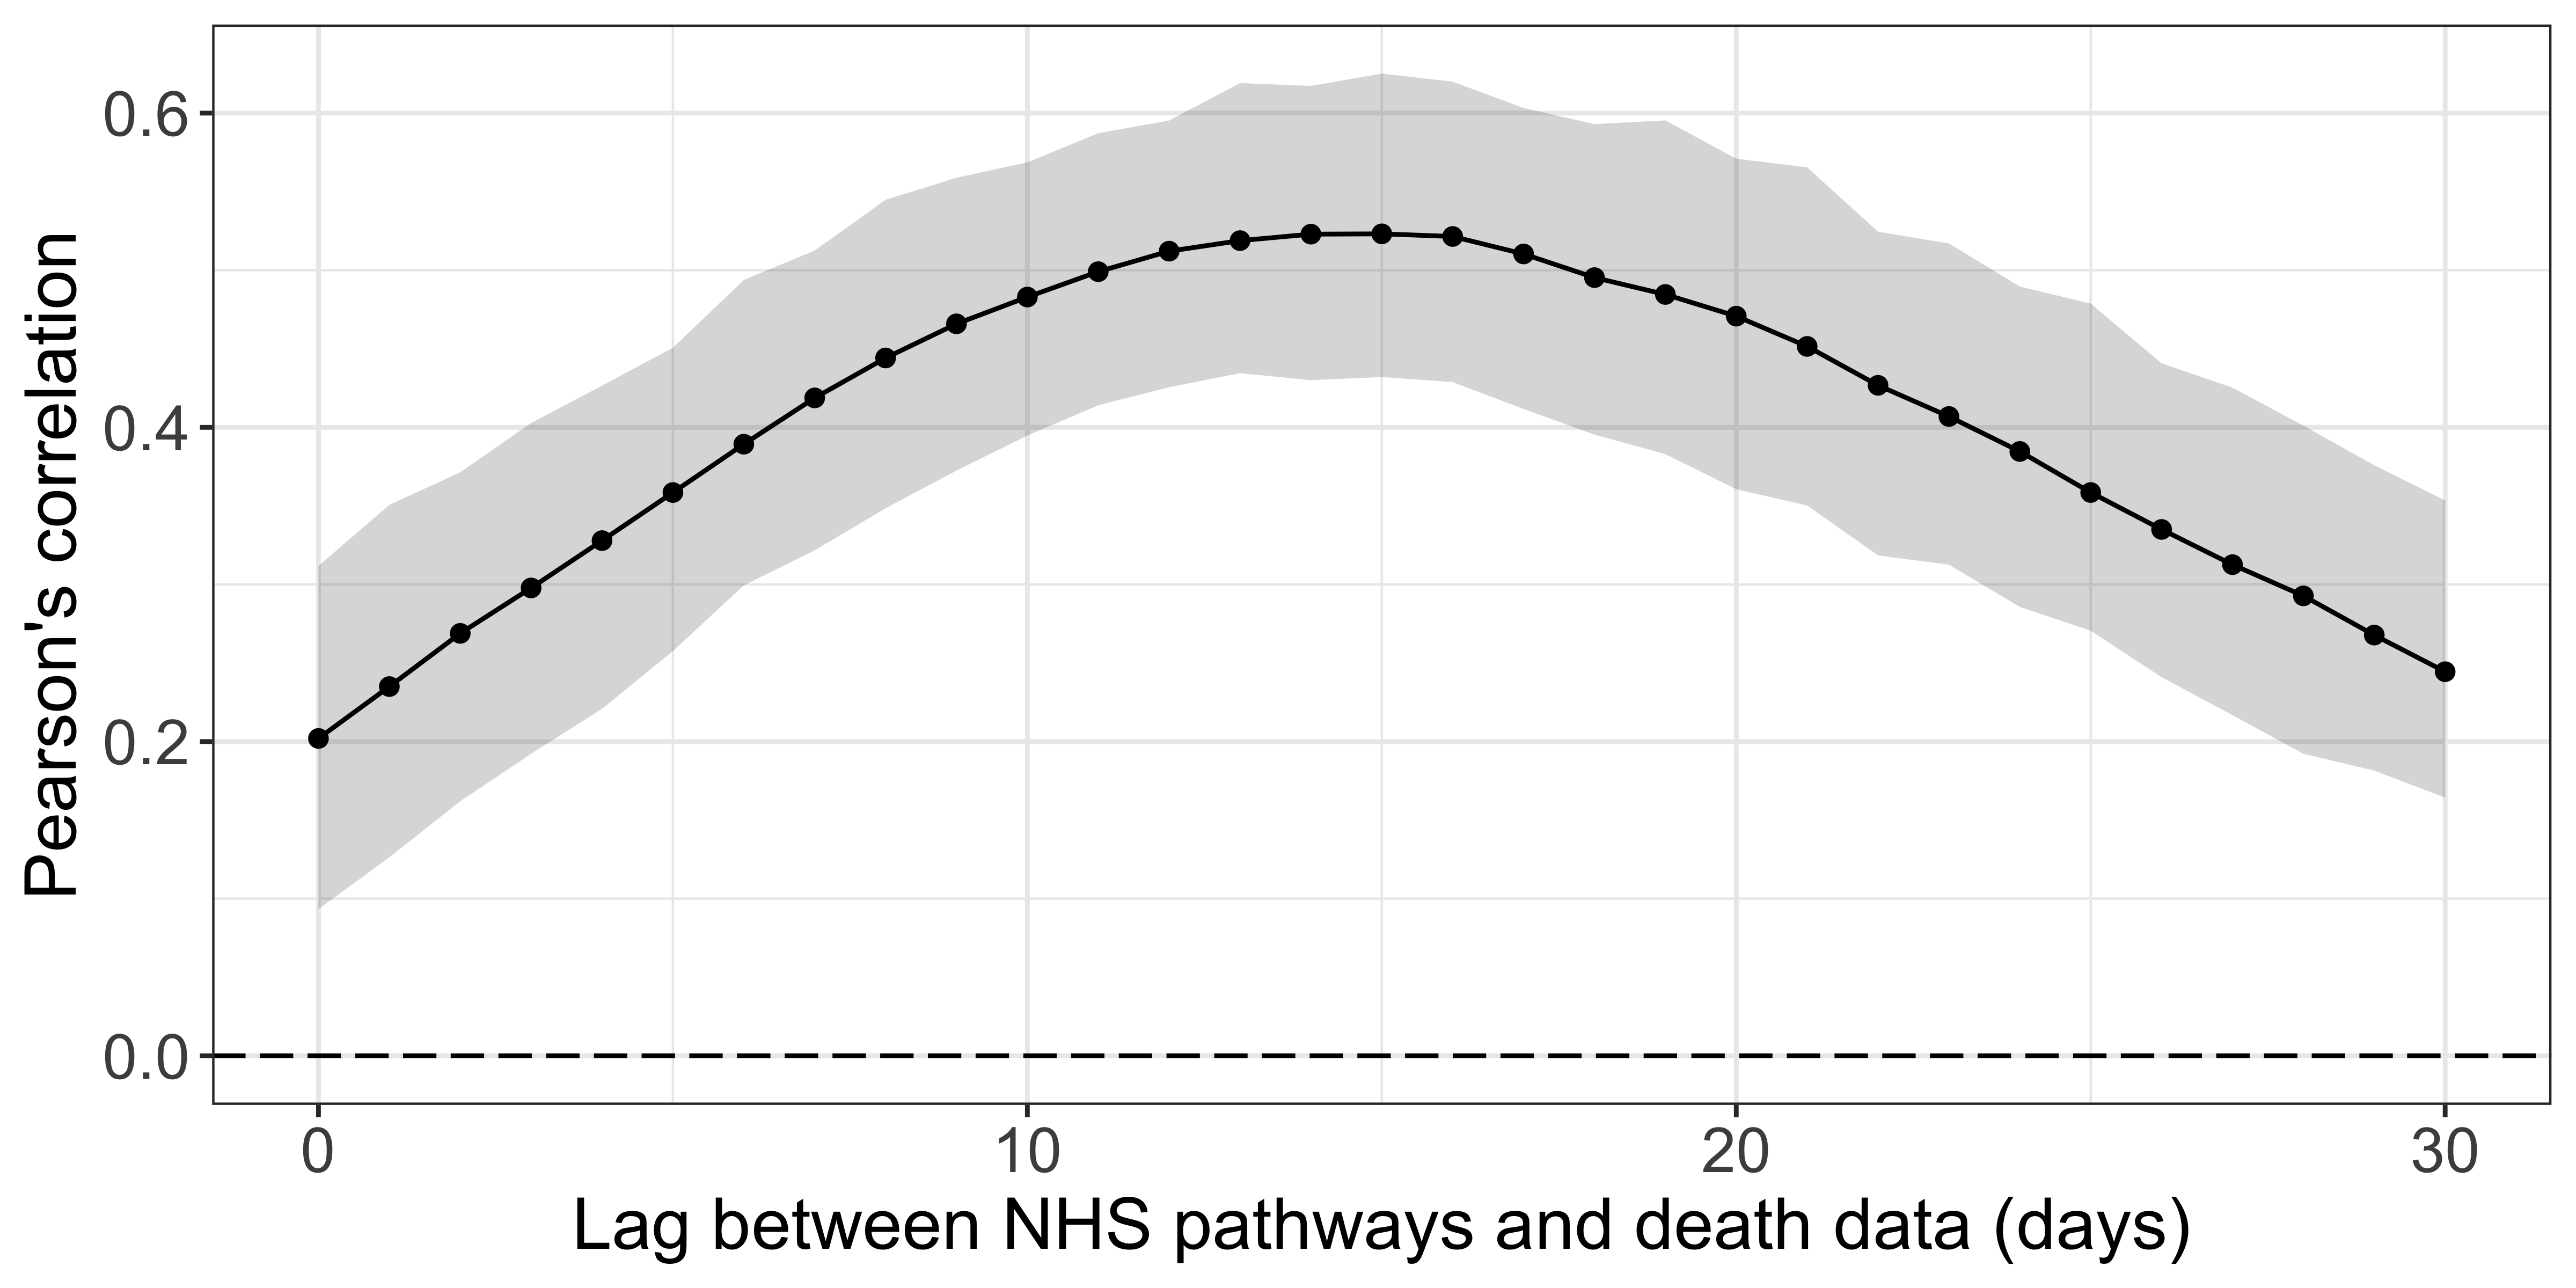 Pearson's correlation
0.6
0.4
0.2
0.0
0 10 20 30
Lag between NHS pathways and death data (days)